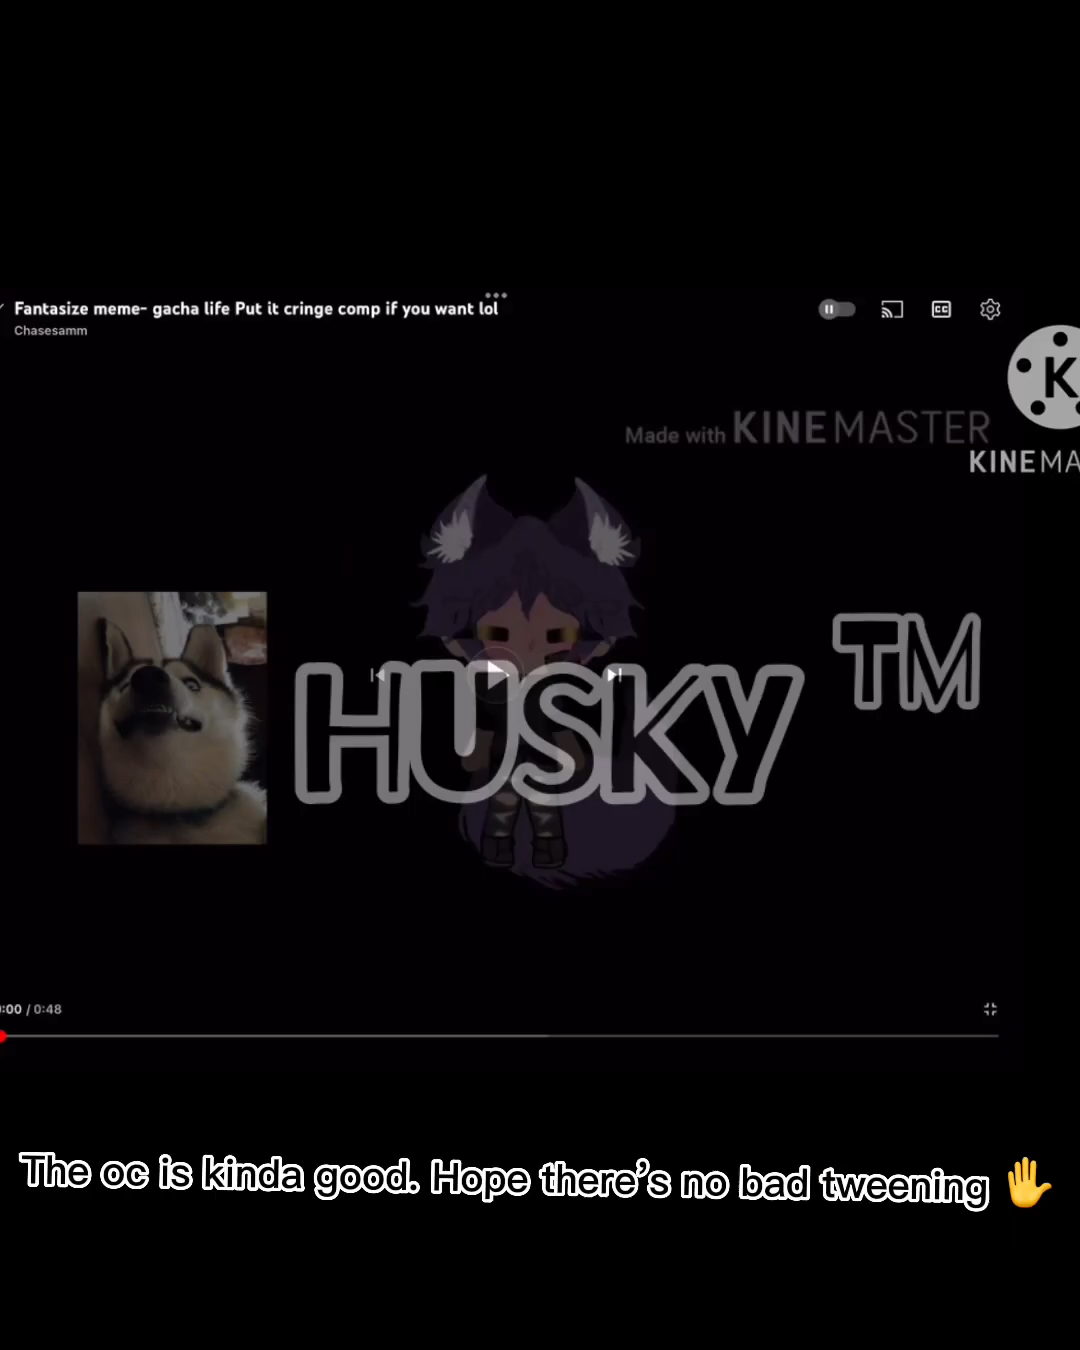 Fantasize meme- gacha life Put it cringe comp if you want lol
Chasesamm
CC
K
Made with KINEMASTER
KINEMA
HUSKY TM
:00 / 0:48
The oc is kinda good. Hope there's no bad tweening ✋